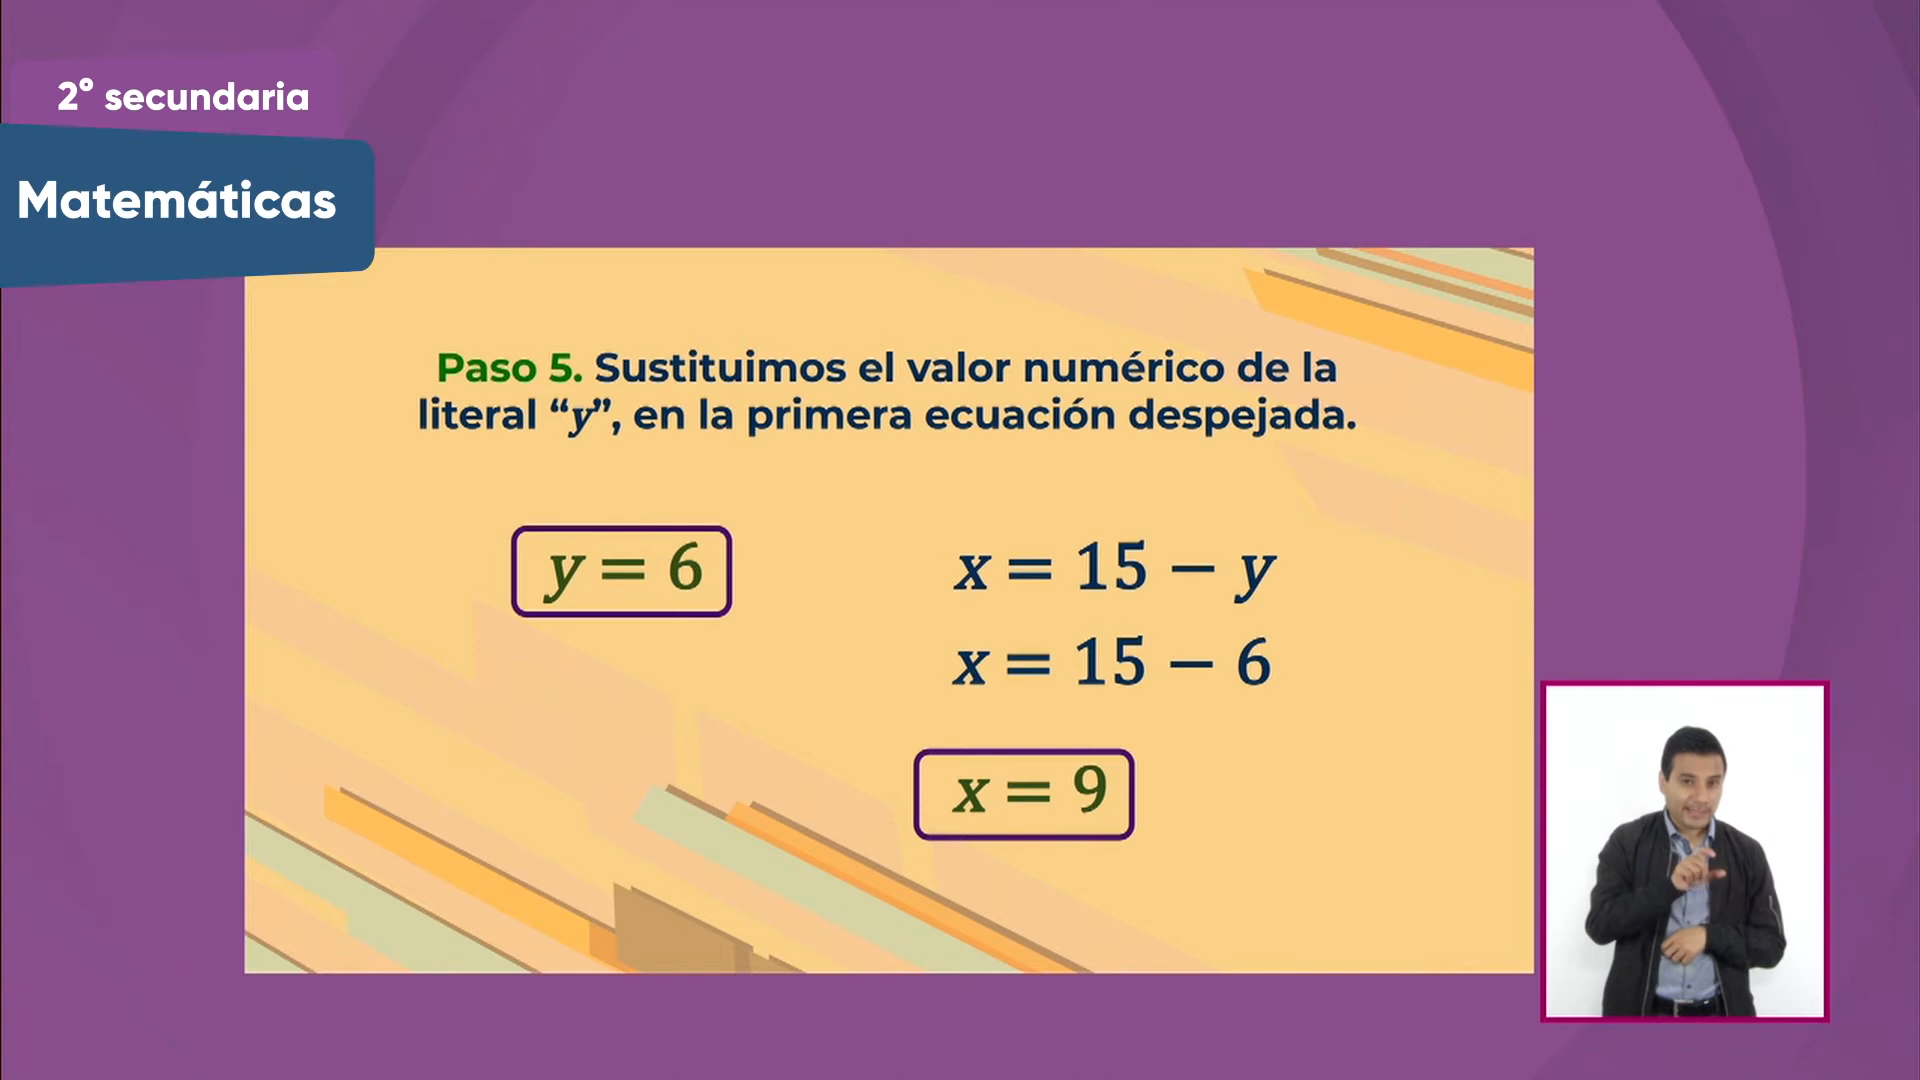 2° secundaria
Matemáticas
Paso 5. Sustituimos el valor numérico de la
literal “y”, en la primera ecuación despejada.
y = 6
x = 15 − y
x = 15 − 6
x = 9